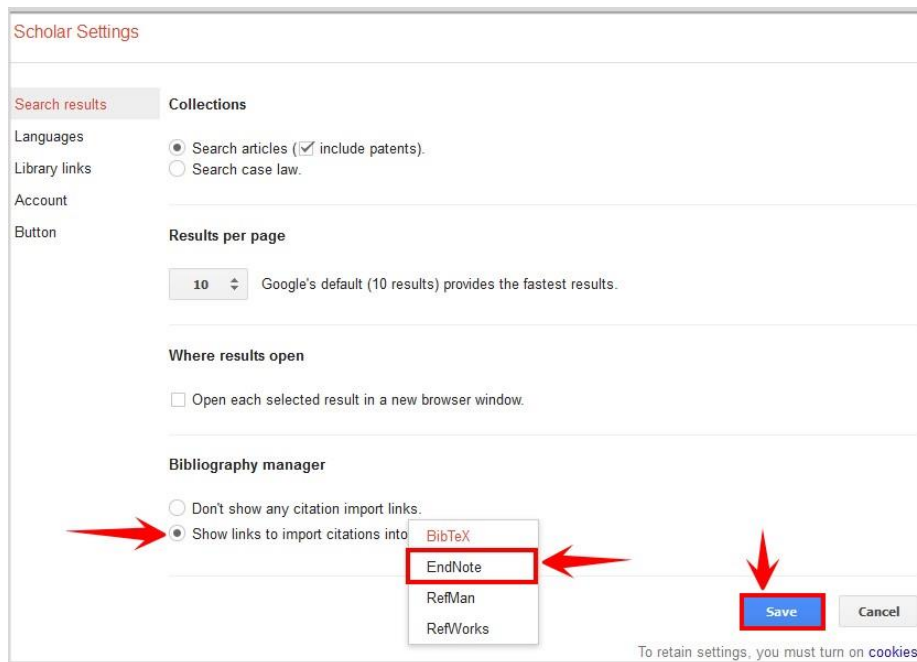 Scholar Settings
Search results
Languages
Library links
Account
Button
Collections
Search articles (include patents).
Search case law.
Results per page
10 Google's default (10 results) provides the fastest results.
Where results open
Open each selected result in a new browser window.
Bibliography manager
Don't show any citation import links.
Show links to import citations into
BibTeX
EndNote
RefMan
RefWorks
Save Cancel
To retain settings, you must turn on cookies